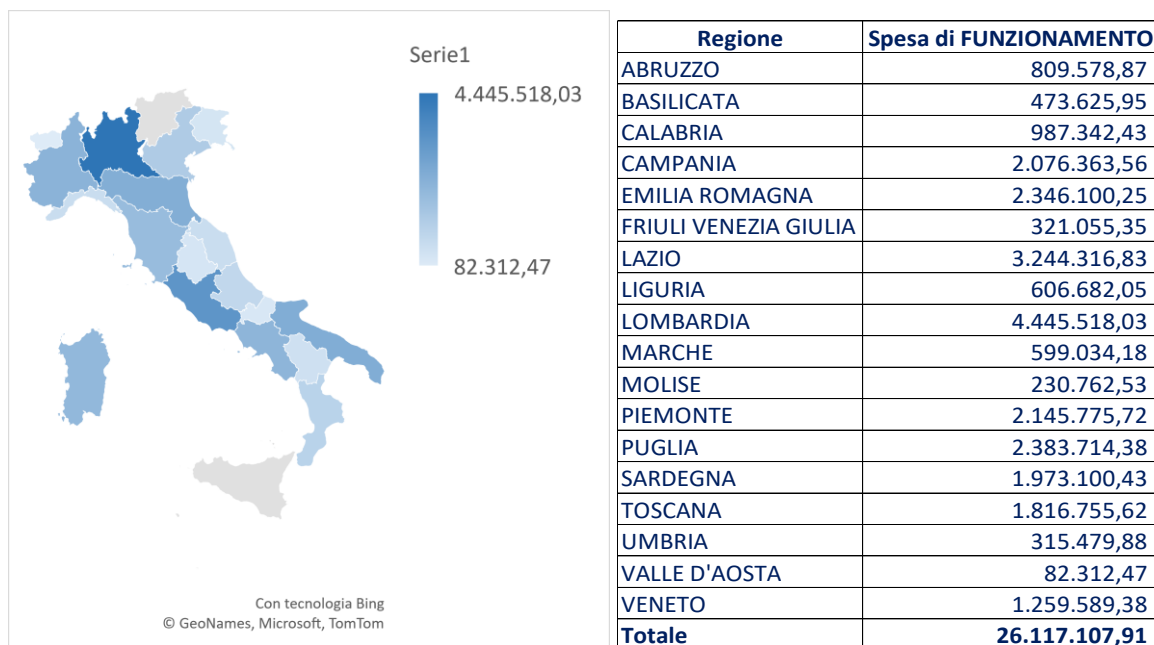 Serie1
4.445.518,03
82.312,47
Con tecnologia Bing
© GeoNames, Microsoft, TomTom
Regione Spesa di FUNZIONAMENTO
ABRUZZO 809.578,87
BASILICATA 473.625,95
CALABRIA 987.342,43
CAMPANIA 2.076.363,56
EMILIA ROMAGNA 2.346.100,25
FRIULI VENEZIA GIULIA 321.055,35
LAZIO 3.244.316,83
LIGURIA 606.682,05
LOMBARDIA 4.445.518,03
MARCHE 599.034,18
MOLISE 230.762,53
PIEMONTE 2.145.775,72
PUGLIA 2.383.714,38
SARDEGNA 1.973.100,43
TOSCANA 1.816.755,62
UMBRIA 315.479,88
VALLE D'AOSTA 82.312,47
VENETO 1.259.589,38
Totale 26.117.107,91